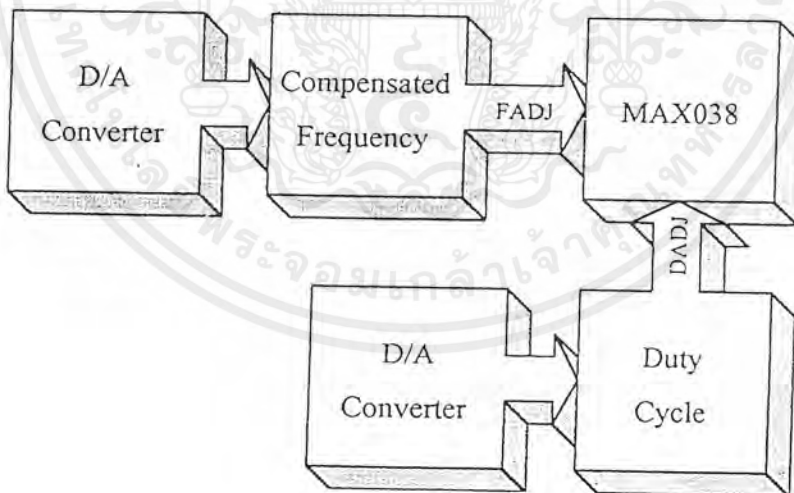 D/A
Converter
Compensated
Frequency
FADJ
MAX038
DADJ
D/A
Converter
Duty
Cycle